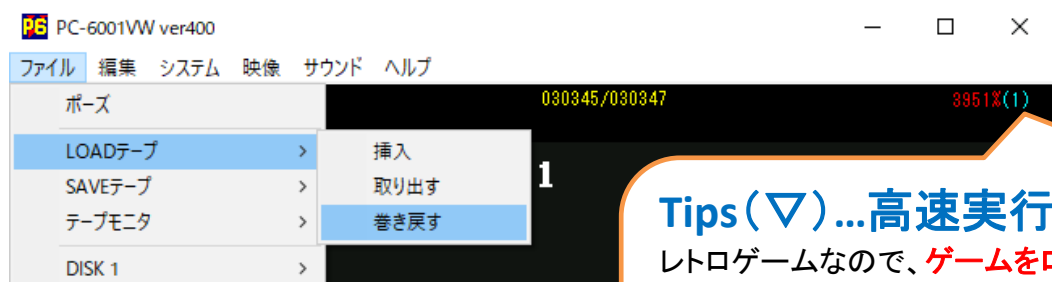 P6 PC-6001VW ver400
ファイル 編集 システム 映像 サウンド ヘルプ
ポーズ 030345/030347 3951%(1)
LOADテープ > 挿入
1
SAVEテープ > 取り出す
テープモニタ > 巻き戻す
Tips(▽)…高速実行
DISK 1 >
レトロゲームなので、ゲームを